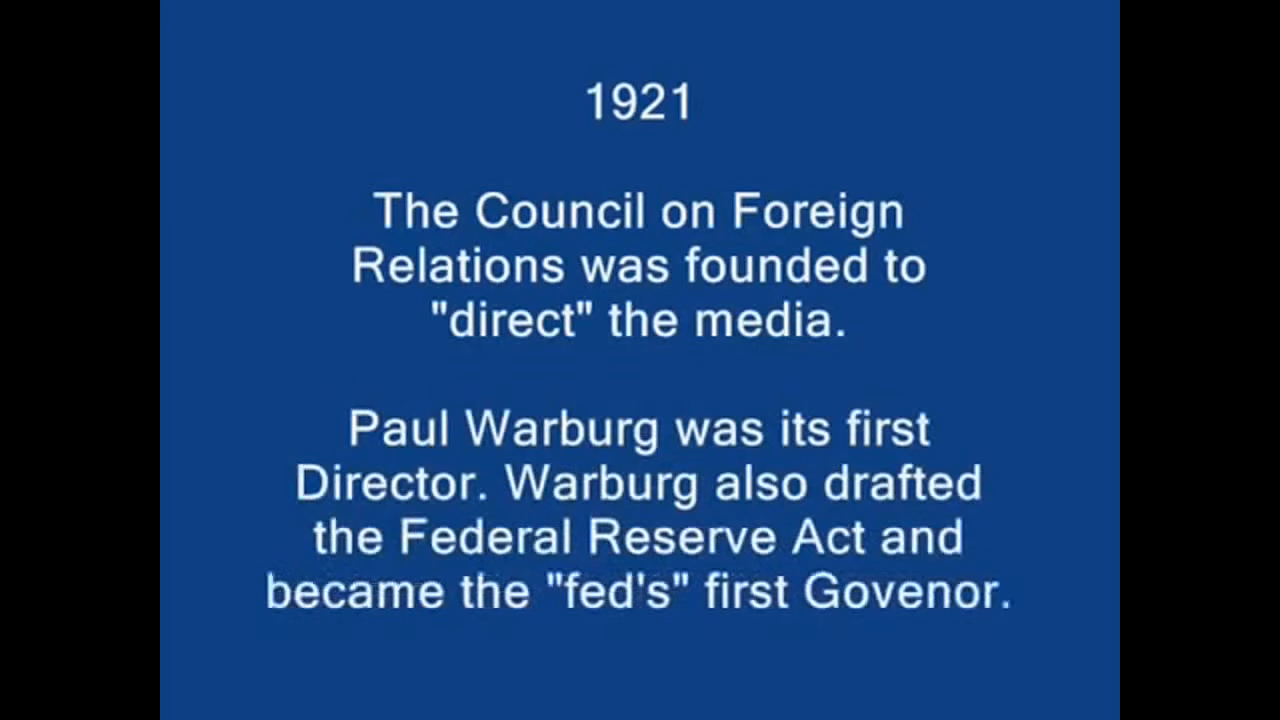 1921
The Council on Foreign
Relations was founded to
"direct" the media.
Paul Warburg was its first
Director. Warburg also drafted
the Federal Reserve Act and
became the "fed's" first Govenor.